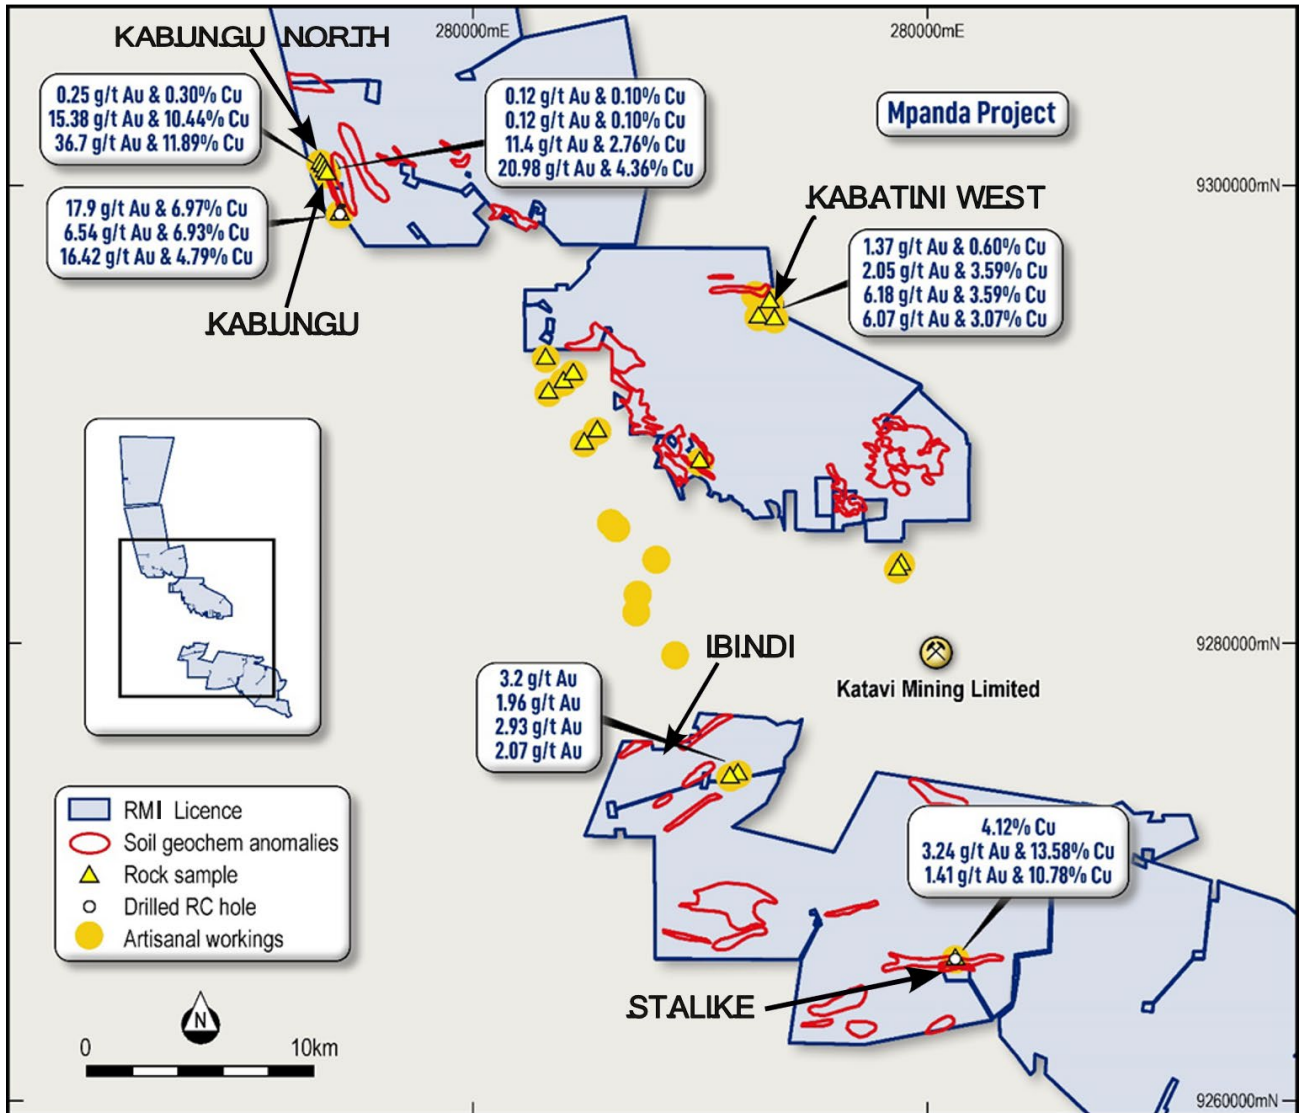 280000mE
280000mE
KABUNGU NORTH
0.25 g/t Au & 0.30% Cu
15.38 g/t Au & 10.44% Cu
36.7 g/t Au & 11.89% Cu
0.12 g/t Au & 0.10% Cu
0.12 g/t Au & 0.10% Cu
11.4 g/t Au & 2.76% Cu
20.98 g/t Au & 4.36% Cu
Mpanda Project
9300000mN
KABATINI WEST
17.9 g/t Au & 6.97% Cu
6.54 g/t Au & 6.93% Cu
16.42 g/t Au & 4.79% Cu
1.37 g/t Au & 0.60% Cu
2.05 g/t Au & 3.59% Cu
6.18 g/t Au & 3.59% Cu
6.07 g/t Au & 3.07% Cu
KABUNGU
9280000mN
IBINDI
Katavi Mining Limited
3.2 g/t Au
1.96 g/t Au
2.93 g/t Au
2.07 g/t Au
RMI Licence
Soil geochem anomalies
Rock sample
Drilled RC hole
Artisanal workings
4.12% Cu
3.24 g/t Au & 13.58% Cu
1.41 g/t Au & 10.78% Cu
STALIKE
N
0 10km
9260000mN